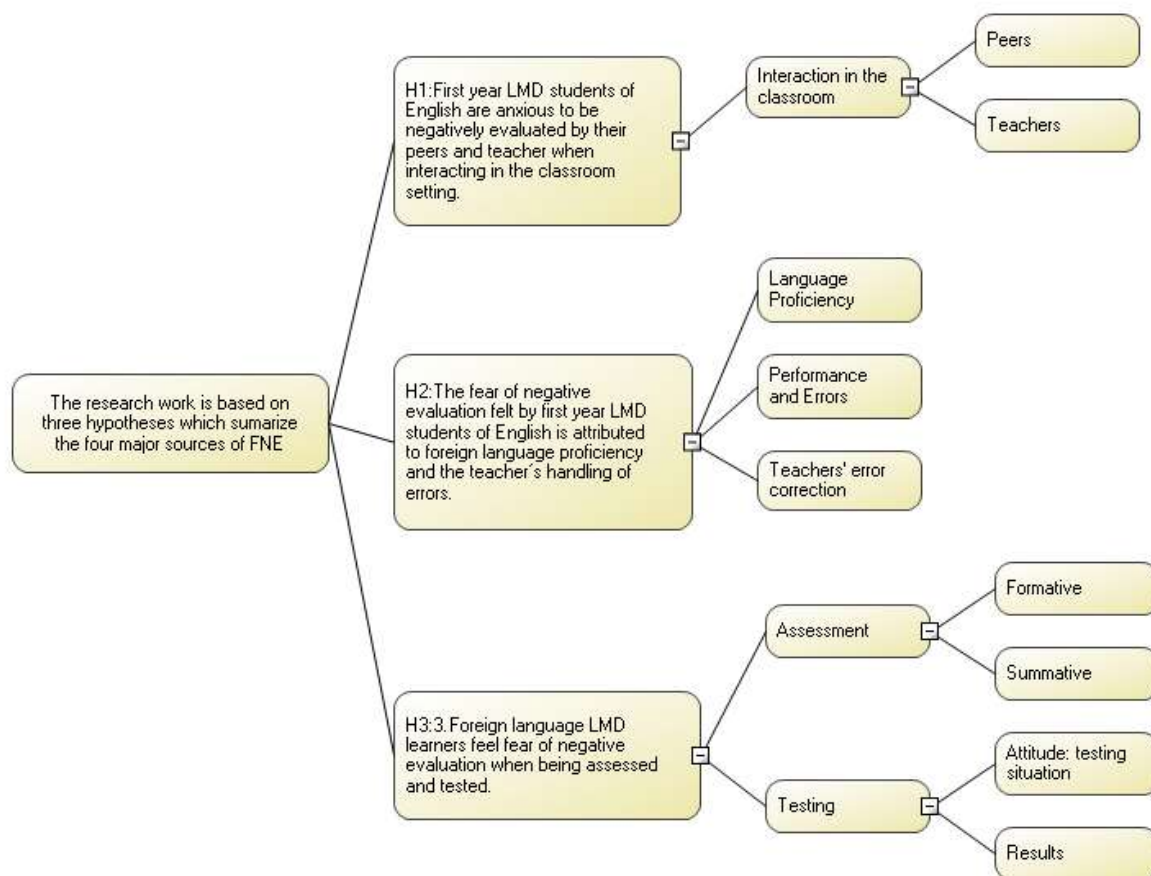 The research work is based on
three hypotheses which sumarize
the four major sources of FNE
H1:First year LMD students of
English are anxious to be
negatively evaluated by their
peers and teacher when
interacting in the classroom
setting.
Interaction in the
classroom
Peers
Teachers
H2:The fear of negative
evaluation felt by first year LMD
students of English is attributed
to foreign language proficiency
and the teacher´s handling of
errors.
Language
Proficiency
Performance
and Errors
Teachers' error
correction
H3:3.Foreign language LMD
learners feel fear of negative
evaluation when being assessed
and tested.
Assessment
Formative
Summative
Testing
Attitude: testing
situation
Results